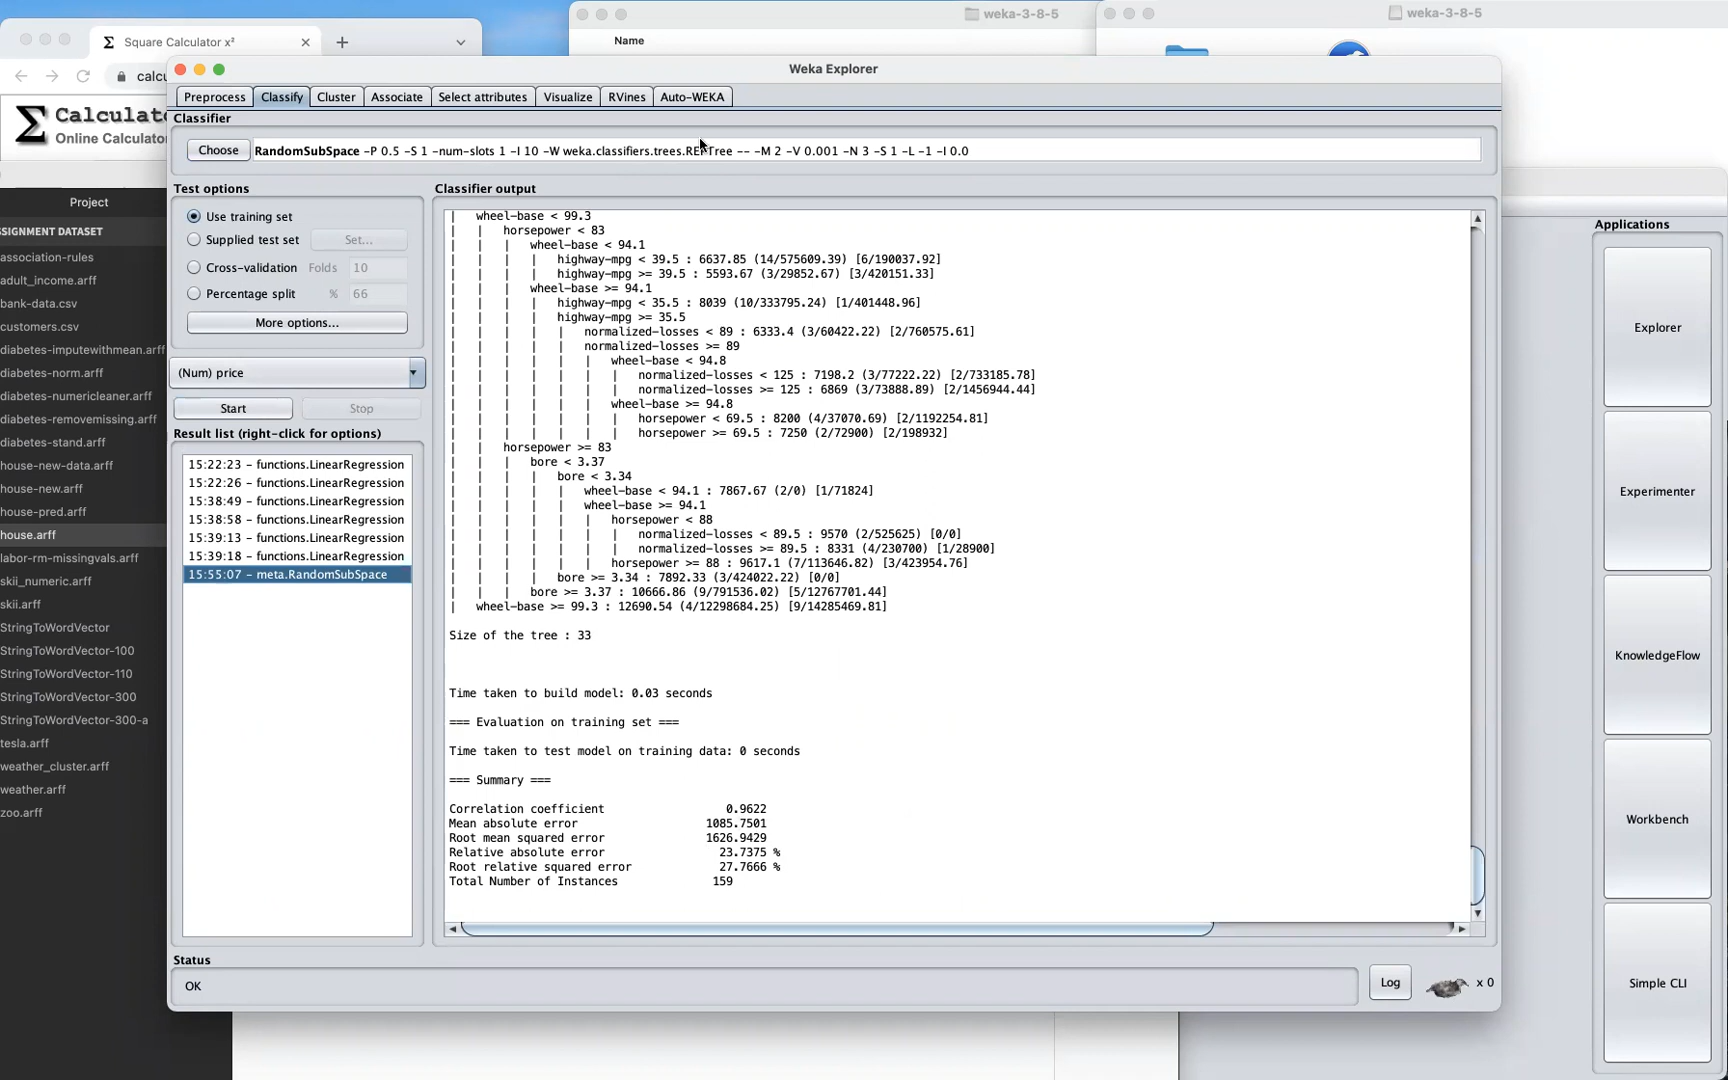 Square Calculator x²
calcu
Calculate
Online Calculator
weka-3-8-5
Name
weka-3-8-5
Weka Explorer
Preprocess
Classify
Cluster
Associate
Select attributes
Visualize
RVines
Auto-WEKA
Classifier
Choose
RandomSubSpace -P 0.5 -S 1 -num-slots 1 -I 10 -W weka.classifiers.trees.REPTree -- -M 2 -V 0.001 -N 3 -S 1 -L -1 -I 0.0
Test options
Use training set
Supplied test set
Set...
Cross-validation Folds 10
Percentage split % 66
More options...
(Num) price
Start
Stop
Result list (right-click for options)
15:22:23 - functions.LinearRegression
15:22:26 - functions.LinearRegression
15:38:49 - functions.LinearRegression
15:38:58 - functions.LinearRegression
15:39:13 - functions.LinearRegression
15:39:18 - functions.LinearRegression
15:55:07 - meta.RandomSubSpace
Classifier output
| wheel-base < 99.3
| | horsepower < 83
| | | wheel-base < 94.1
| | | | highway-mpg < 39.5 : 6637.85 (14/575609.39) [6/190037.92]
| | | | highway-mpg >= 39.5 : 5593.67 (3/29852.67) [3/420151.33]
| | | wheel-base >= 94.1
| | | | highway-mpg < 35.5 : 8039 (10/333795.24) [1/401448.96]
| | | | highway-mpg >= 35.5
| | | | | normalized-losses < 89 : 6333.4 (3/60422.22) [2/760575.61]
| | | | | normalized-losses >= 89
| | | | | | wheel-base < 94.8
| | | | | | | normalized-losses < 125 : 7198.2 (3/77222.22) [2/733185.78]
| | | | | | | normalized-losses >= 125 : 6869 (3/73888.89) [2/1456944.44]
| | | | | | wheel-base >= 94.8
| | | | | | | horsepower < 69.5 : 8200 (4/37070.69) [2/1192254.81]
| | | | | | | horsepower >= 69.5 : 7250 (2/72900) [2/198932]
| | horsepower >= 83
| | | bore < 3.37
| | | | bore < 3.34
| | | | | wheel-base < 94.1 : 7867.67 (2/0) [1/71824]
| | | | | wheel-base >= 94.1
| | | | | | horsepower < 88
| | | | | | | normalized-losses < 89.5 : 9570 (2/525625) [0/0]
| | | | | | | normalized-losses >= 89.5 : 8331 (4/230700) [1/28900]
| | | | | | horsepower >= 88 : 9617.1 (7/113646.82) [3/423954.76]
| | | | bore >= 3.34 : 7892.33 (3/424022.22) [0/0]
| | | bore >= 3.37 : 10666.86 (9/791536.02) [5/12767701.44]
| wheel-base >= 99.3 : 12690.54 (4/12298684.25) [9/14285469.81]
Size of the tree : 33
Time taken to build model: 0.03 seconds
=== Evaluation on training set ===
Time taken to test model on training data: 0 seconds
=== Summary ===
Correlation coefficient 0.9622
Mean absolute error 1085.7501
Root mean squared error 1626.9429
Relative absolute error 23.7375 %
Root relative squared error 27.7666 %
Total Number of Instances 159
Status
OK
Log
x 0
Project
SSIGNMENT DATASET
association-rules
adult_income.arff
bank-data.csv
customers.csv
diabetes-imputewithmean.arff
diabetes-norm.arff
diabetes-numericleaner.arff
diabetes-removemissing.arff
diabetes-stand.arff
house-new-data.arff
house-new.arff
house-pred.arff
house.arff
labor-rm-missingvals.arff
skii_numeric.arff
skii.arff
StringToWordVector
StringToWordVector-100
StringToWordVector-110
StringToWordVector-300
StringToWordVector-300-a
tesla.arff
weather_cluster.arff
weather.arff
zoo.arff
Applications
Explorer
Experimenter
KnowledgeFlow
Workbench
Simple CLI